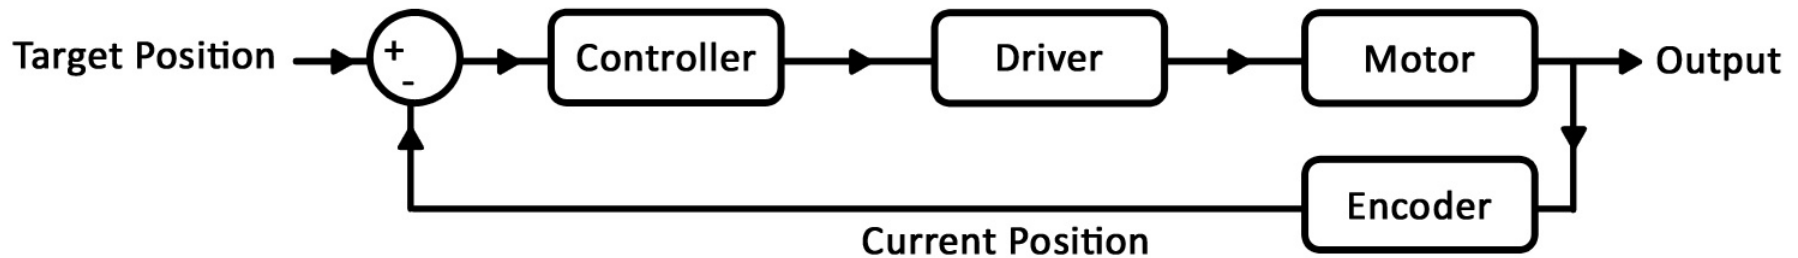 Target Position
+
-
Controller
Driver
Motor
Output
Encoder
Current Position